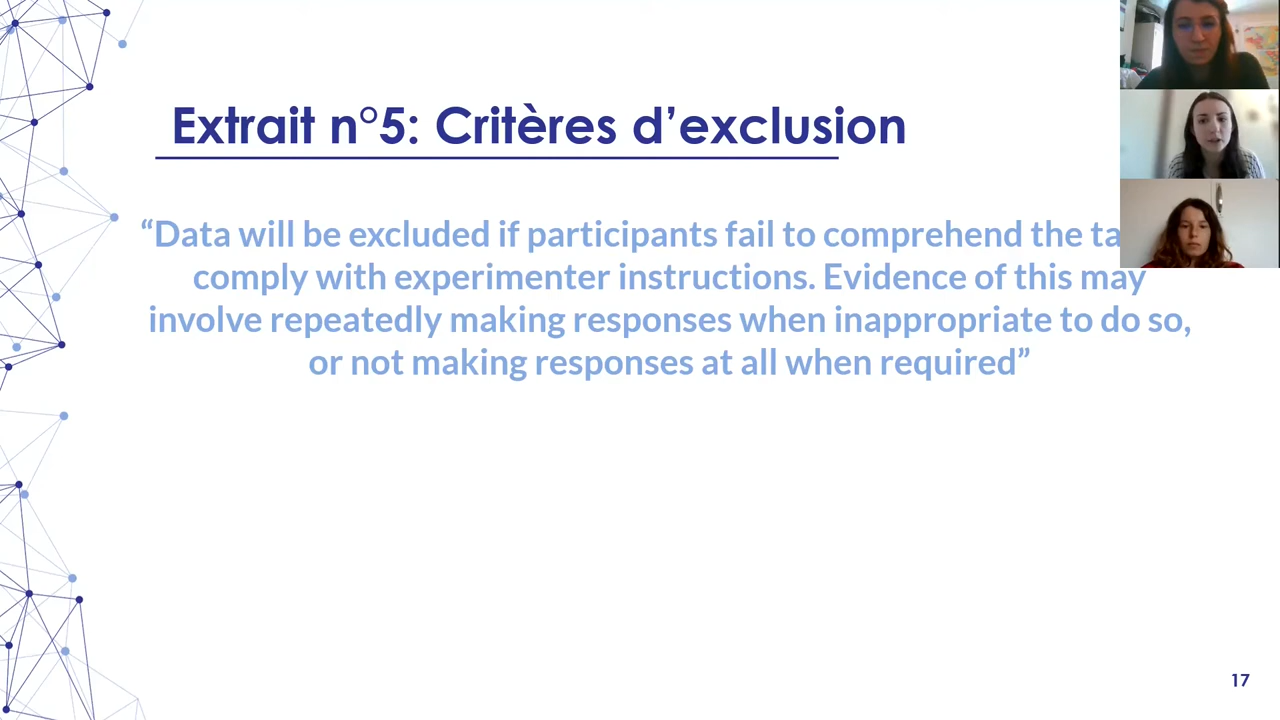 Extrait n°5: Critères d’exclusion
“Data will be excluded if participants fail to comprehend the
comply with experimenter instructions. Evidence of this may
involve repeatedly making responses when inappropriate to do so,
or not making responses at all when required”
17